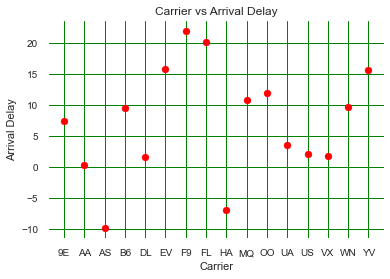 Carrier vs Arrival Delay
Arrival Delay
20
15
10
5
0
−5
−10
9E AA AS B6 DL EV F9 FL HA MQ OO UA US VX WN YV
Carrier